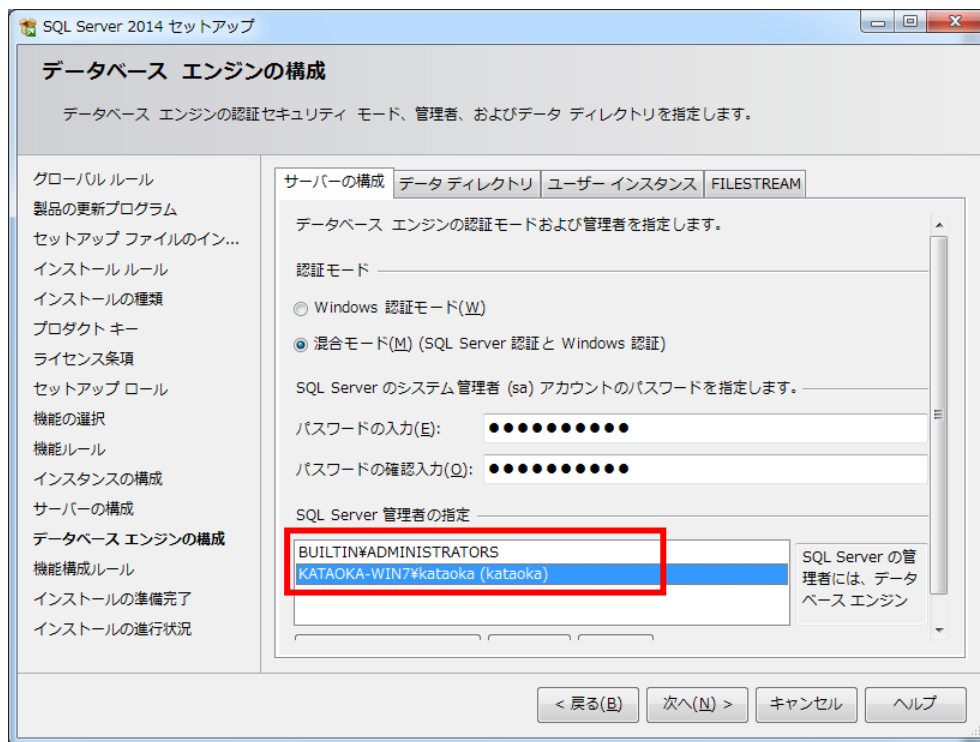 SQL Server 2014 セットアップ
データベース エンジンの構成
データベース エンジンの認証セキュリティ モード、管理者、およびデータ ディレクトリを指定します。
グローバル ルール
製品の更新プログラム
セットアップ ファイルのイン...
インストール ルール
インストールの種類
プロダクト キー
ライセンス条項
セットアップ ロール
機能の選択
機能ルール
インスタンスの構成
サーバーの構成
データベース エンジンの構成
機能構成ルール
インストールの準備完了
インストールの進行状況
サーバーの構成 データ ディレクトリ ユーザー インスタンス FILESTREAM
データベース エンジンの認証モードおよび管理者を指定します。
認証モード
Windows 認証モード(W)
混合モード(M) (SQL Server 認証と Windows 認証)
SQL Server のシステム管理者 (sa) アカウントのパスワードを指定します。
パスワードの入力(E): ●●●●●●●●●●
パスワードの確認入力(O): ●●●●●●●●●●
SQL Server 管理者の指定
BUILTIN¥ADMINISTRATORS
KATAOKA-WIN7¥kataoka (kataoka)
SQL Server の管
理者には、データ
ベース エンジン
< 戻る(B) 次へ(N) > キャンセル ヘルプ